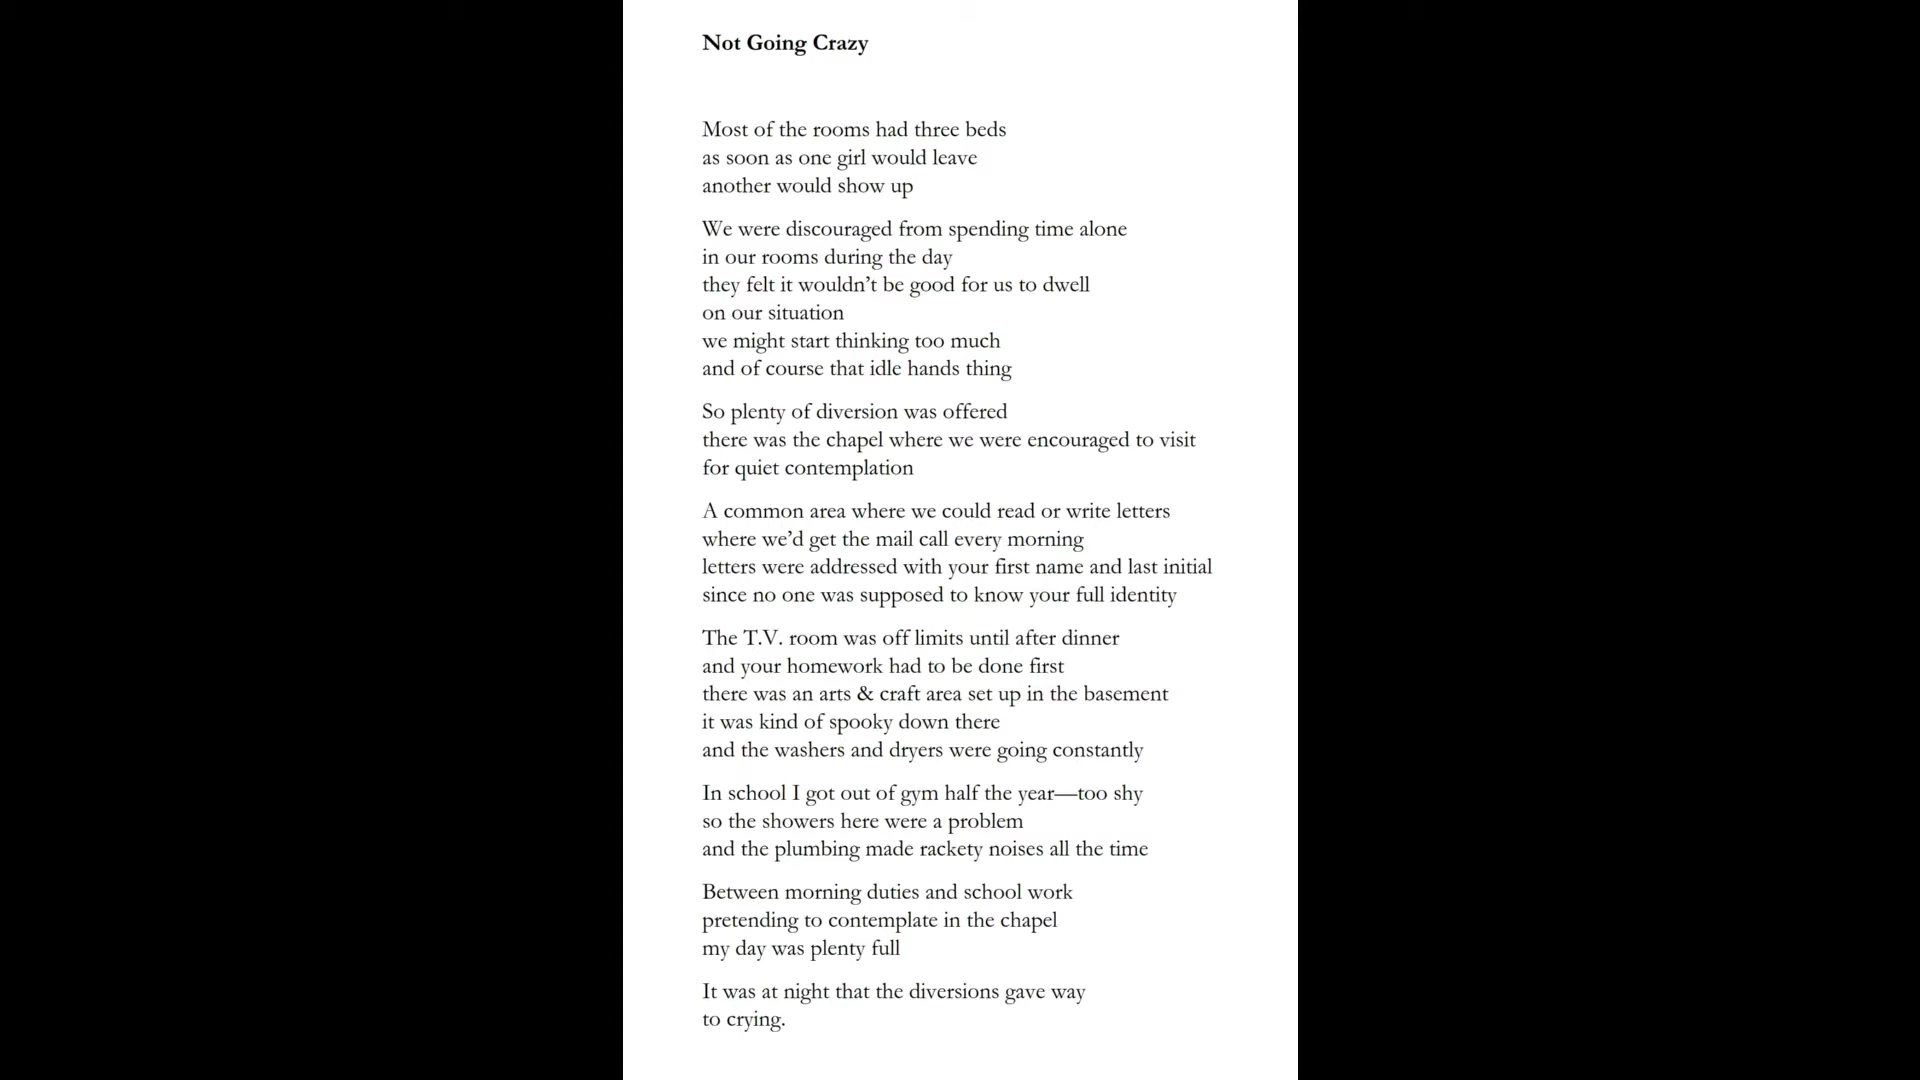 Not Going Crazy
Most of the rooms had three beds
as soon as one girl would leave
another would show up
We were discouraged from spending time alone
in our rooms during the day
they felt it wouldn’t be good for us to dwell
on our situation
we might start thinking too much
and of course that idle hands thing
So plenty of diversion was offered
there was the chapel where we were encouraged to visit
for quiet contemplation
A common area where we could read or write letters
where we’d get the mail call every morning
letters were addressed with your first name and last initial
since no one was supposed to know your full identity
The T.V. room was off limits until after dinner
and your homework had to be done first
there was an arts & craft area set up in the basement
it was kind of spooky down there
and the washers and dryers were going constantly
In school I got out of gym half the year—too shy
so the showers here were a problem
and the plumbing made rackety noises all the time
Between morning duties and school work
pretending to contemplate in the chapel
my day was plenty full
It was at night that the diversions gave way
to crying.